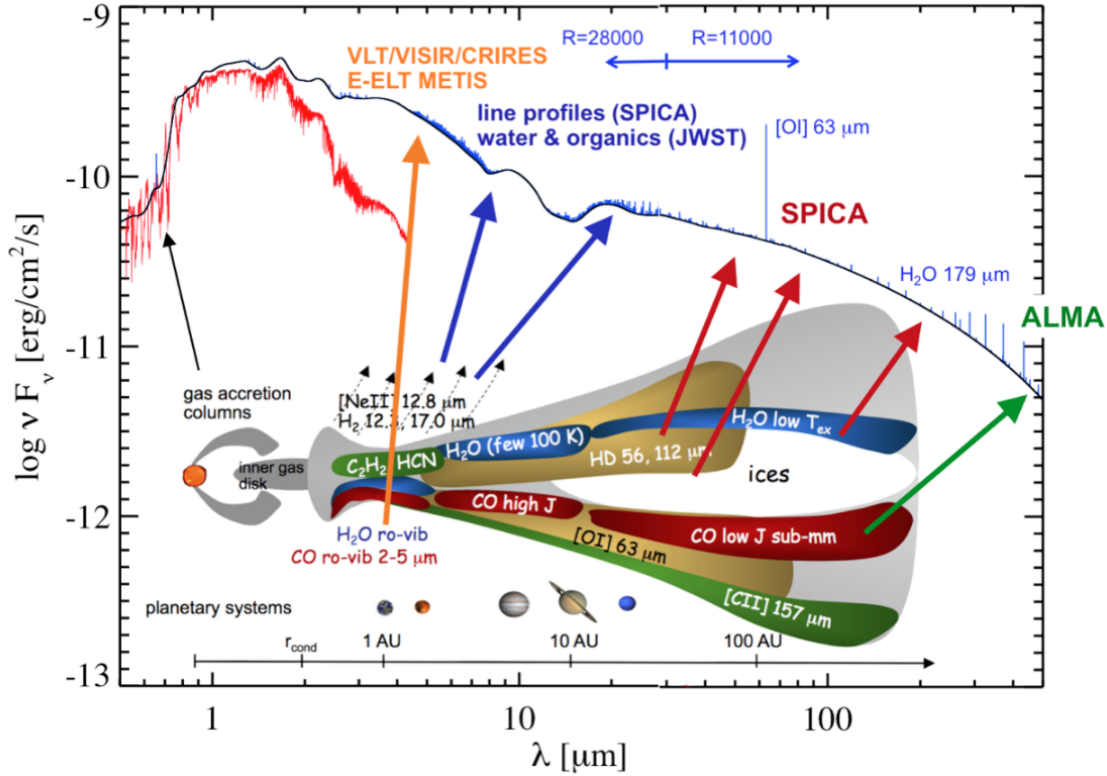 -9
-10
-11
-12
-13
log ν Fν [erg/cm²/s]
R=28000
R=11000
VLT/VISIR/CRIRES
E-ELT METIS
line profiles (SPICA)
water & organics (JWST)
[OI] 63 µm
SPICA
H₂O 179 µm
ALMA
gas accretion
columns
[NeII] 12.8 µm
H₂ 12.3, 17.0 µm
inner gas
disk
C₂H₂ HCN
H₂O (few 100 K)
H₂O low Tex
HD 56, 112 µm
ices
CO high J
CO low J sub-mm
H₂O ro-vib
CO ro-vib 2-5 µm
[OI] 63 µm
[CII] 157 µm
planetary systems
rcond
1 AU
10 AU
100 AU
1
10
100
λ [µm]